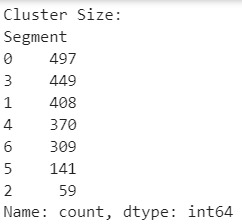 Cluster Size:
Segment
0    497
3    449
1    408
4    370
6    309
5    141
2     59
Name: count, dtype: int64